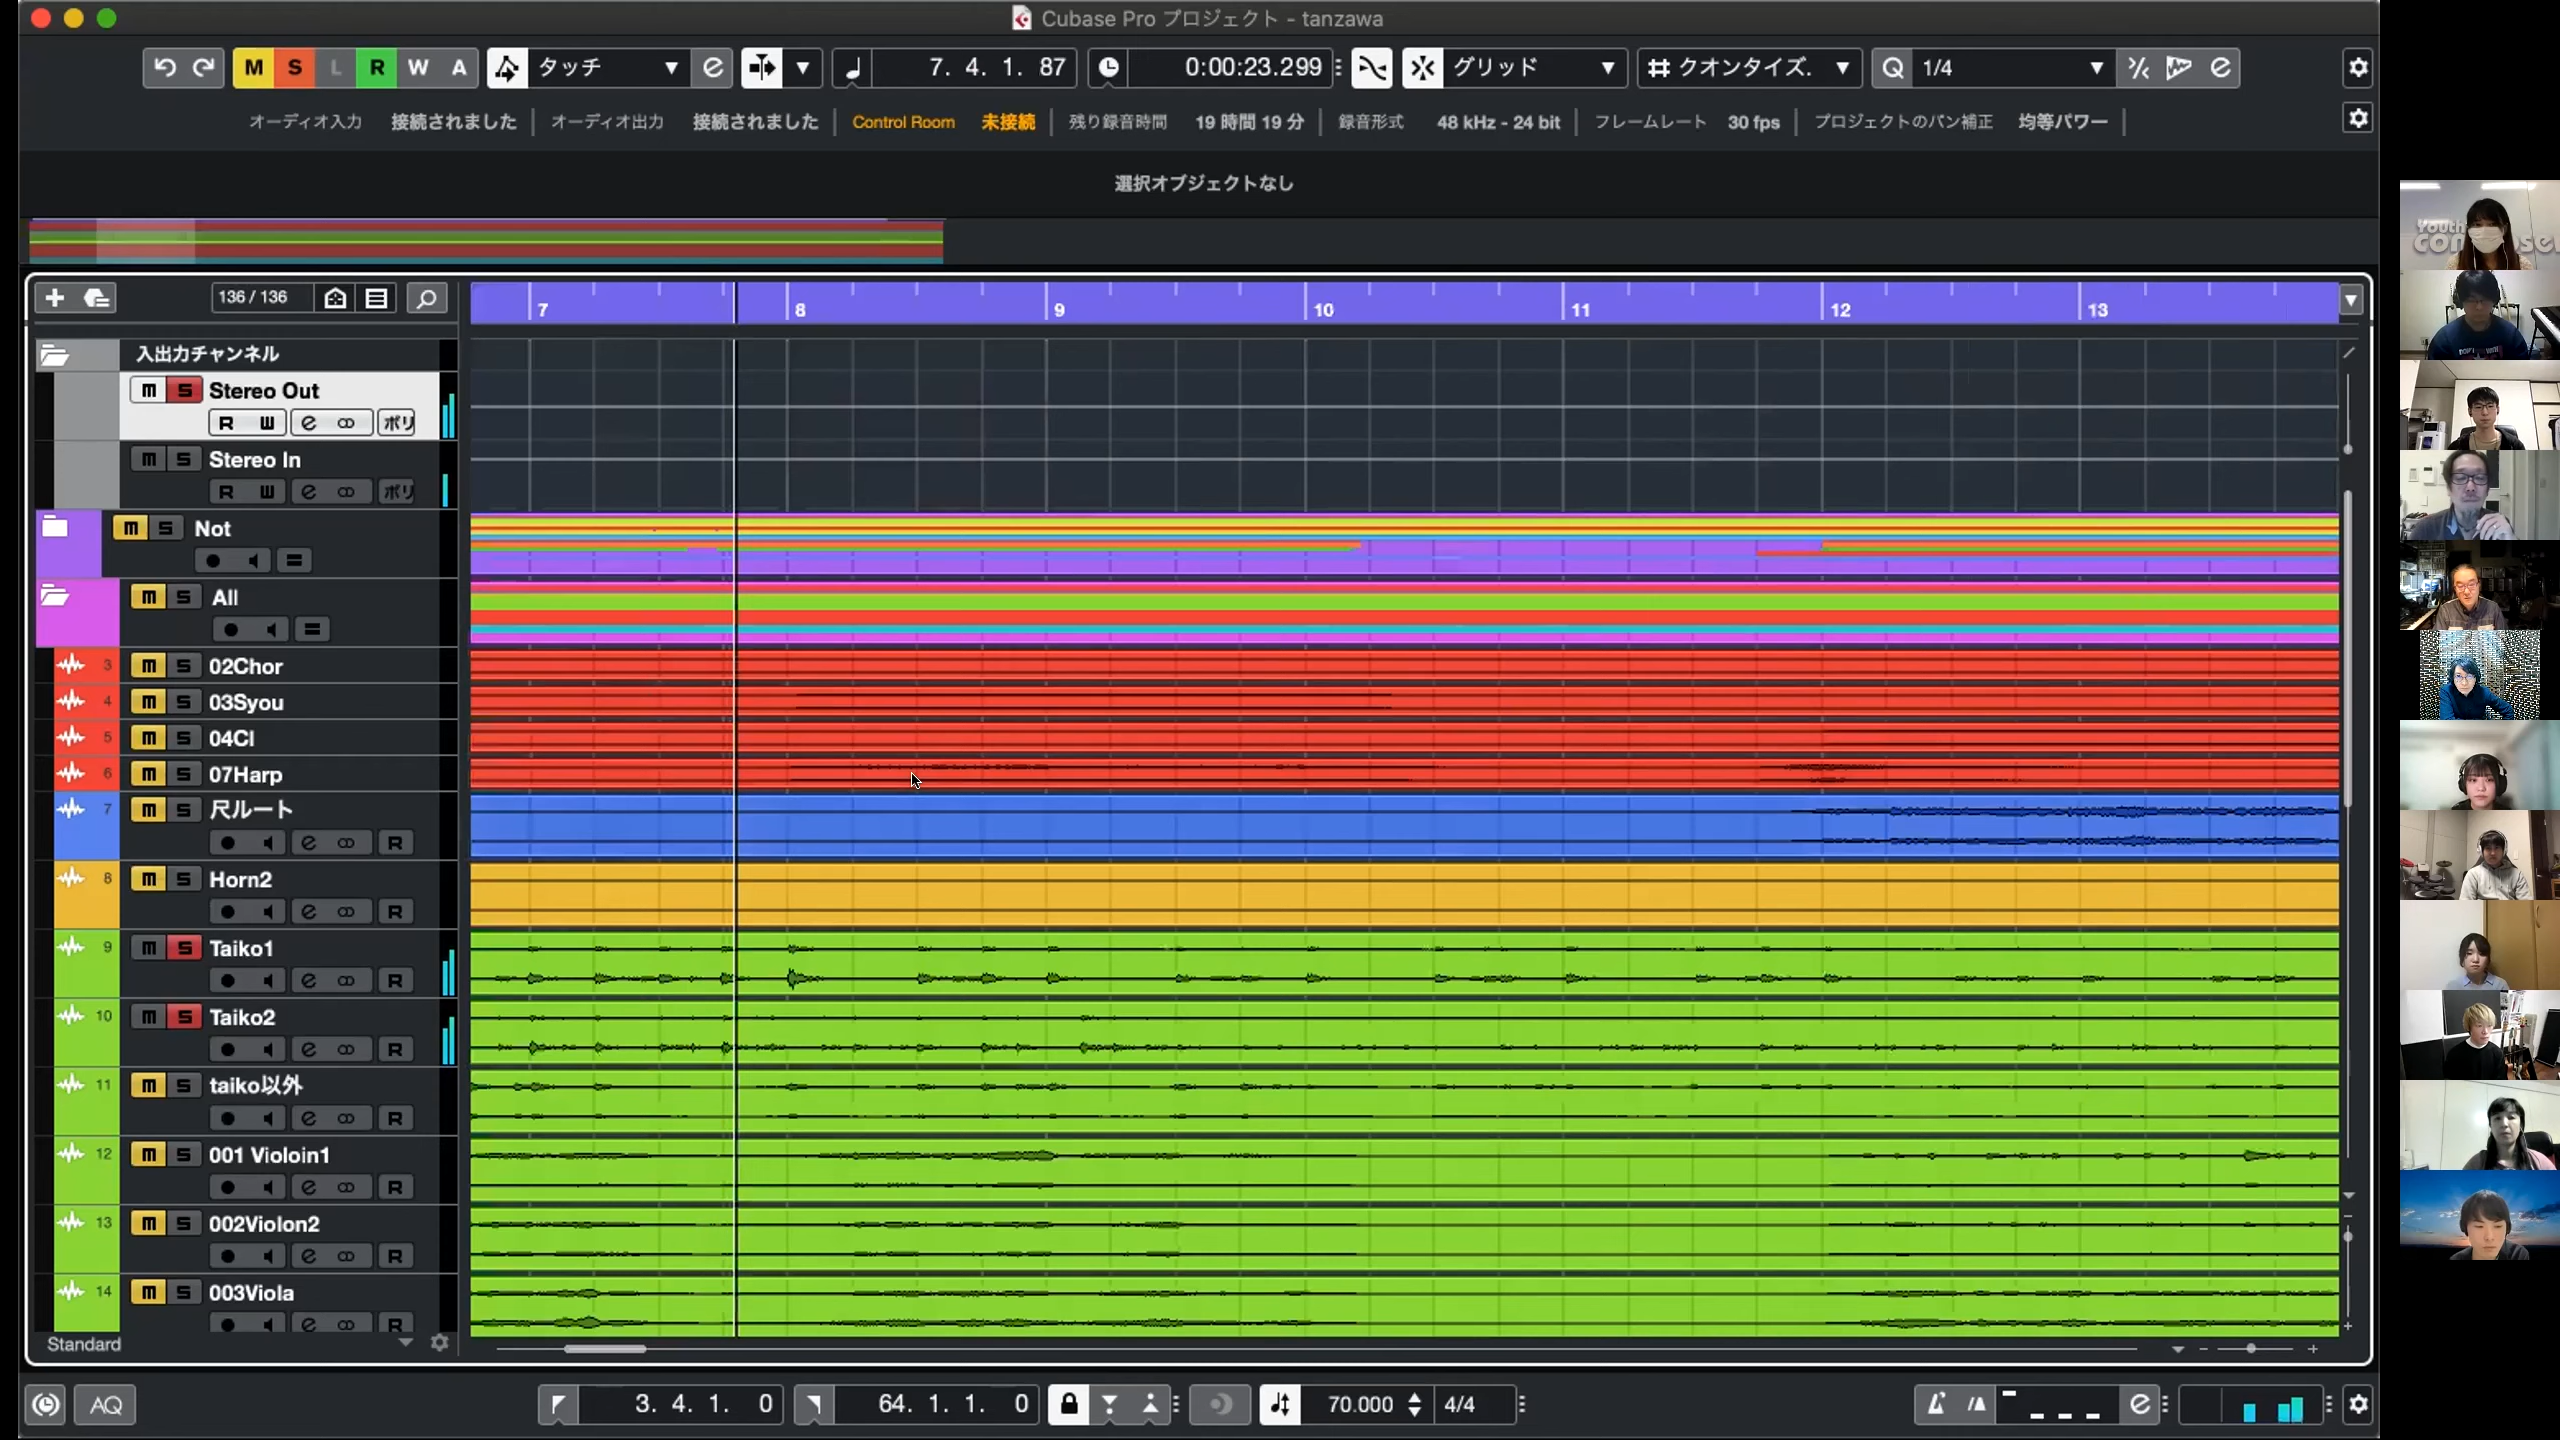 Cubase Pro プロジェクト - tanzawa
M S L R W A タッチ 7. 4. 1. 87 0:00:23.299 グリッド クオンタイズ. Q 1/4
オーディオ入力 接続されました オーディオ出力 接続されました Control Room 未接続 残り録音時間 19 時間 19 分 録音形式 48 kHz - 24 bit フレームレート 30 fps プロジェクトのパン補正 均等パワー
選択オブジェクトなし
136 / 136
7 8 9 10 11 12 13
入出力チャンネル
m S Stereo Out
R W e ポリ
m S Stereo In
R W e ポリ
m S Not
m S All
3 m S 02Chor
4 m S 03Syou
5 m S 04Cl
6 m S 07Harp
7 m S 尺ルート
e R
8 m S Horn2
e R
9 m S Taiko1
e R
10 m S Taiko2
e R
11 m S taiko以外
e R
12 m S 001 Violoin1
e R
13 m S 002Violon2
e R
14 m S 003Viola
e R
Standard
AQ 3. 4. 1. 0 64. 1. 1. 0 70.000 4/4 e
Youth